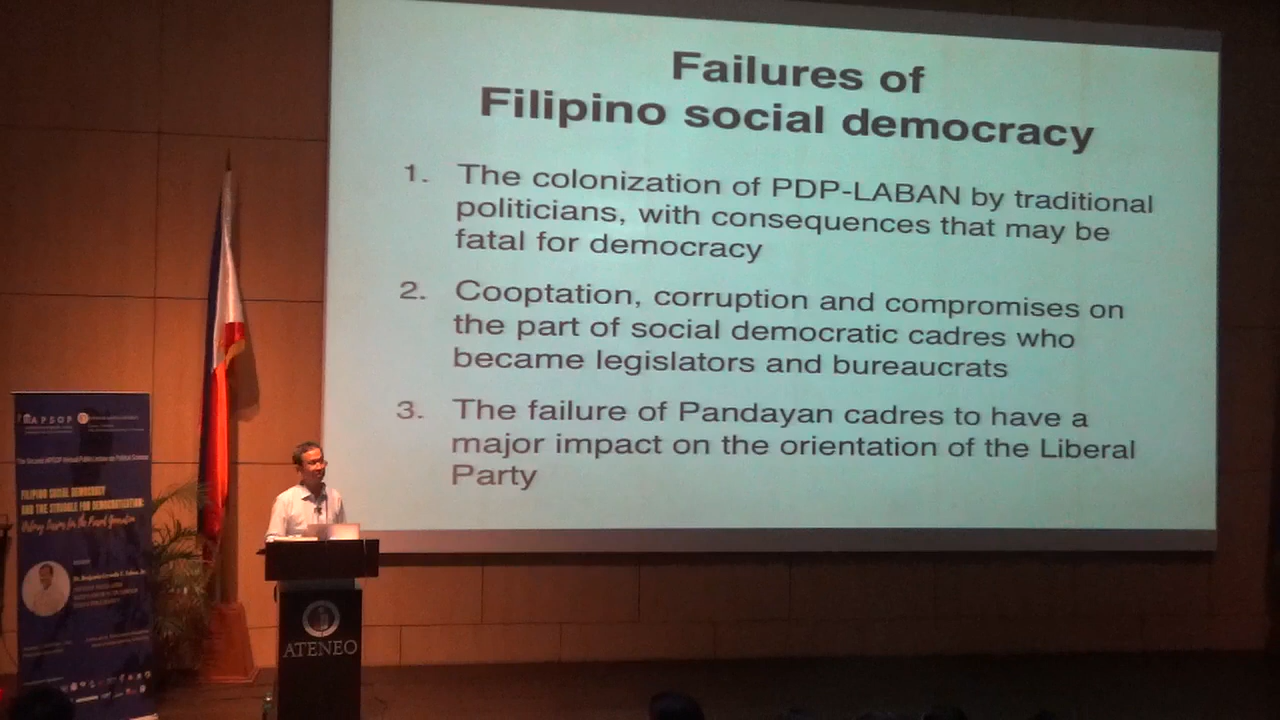 Failures of
Filipino social democracy
1. The colonization of PDP-LABAN by traditional
politicians, with consequences that may be
fatal for democracy
2. Cooptation, corruption and compromises on
the part of social democratic cadres who
became legislators and bureaucrats
3. The failure of Pandayan cadres to have a
major impact on the orientation of the Liberal
Party
APSOP
FILIPINO SOCIAL DEMOCRACY
AND THE STRUGGLE FOR DEMOCRATIZATION:
ATENEO